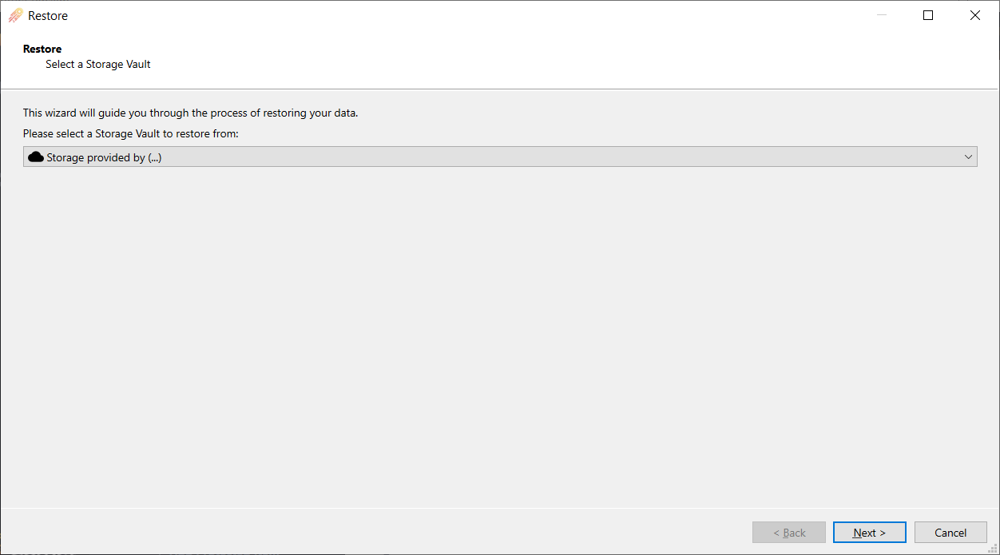 Restore
Restore
Select a Storage Vault
This wizard will guide you through the process of restoring your data.
Please select a Storage Vault to restore from:
Storage provided by (...)
< Back
Next >
Cancel